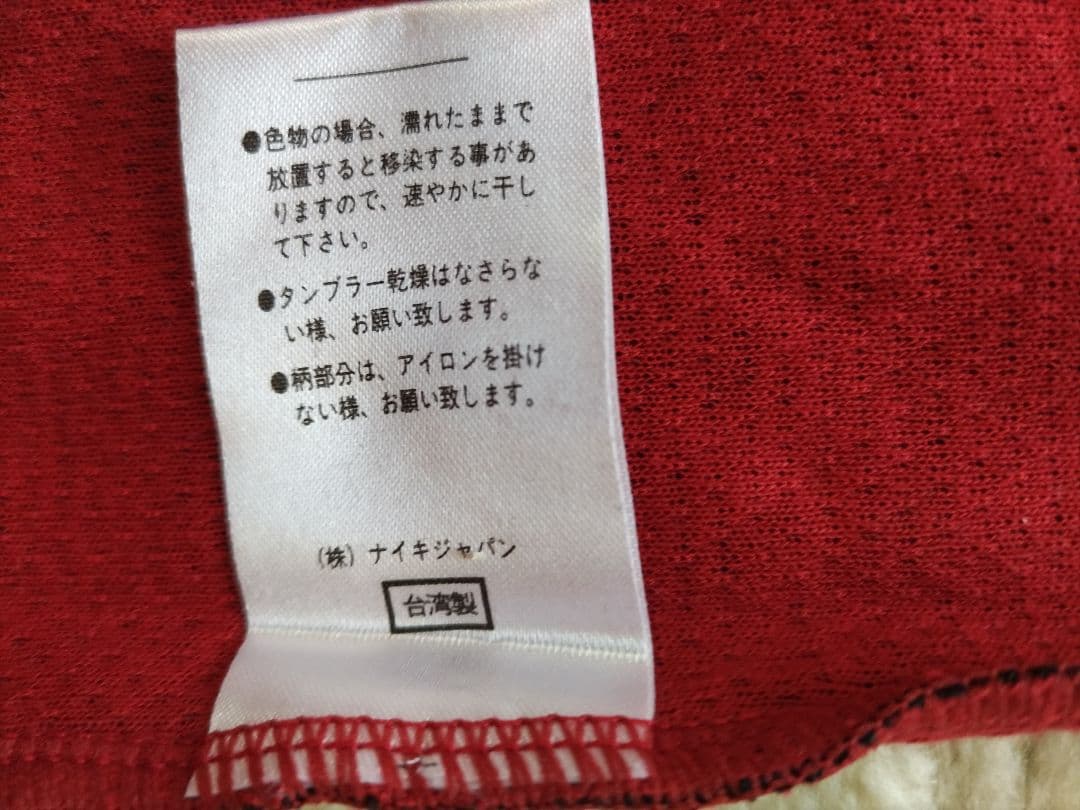 ●色物の場合、濡れたままで
放置すると移染する事があ
りますので、速やかに干し
て下さい。
●タンブラー乾燥はなさらな
い様、お願い致します。
●柄部分は、アイロンを掛け
ない様、お願い致します。
(株) ナイキジャパン
台湾製